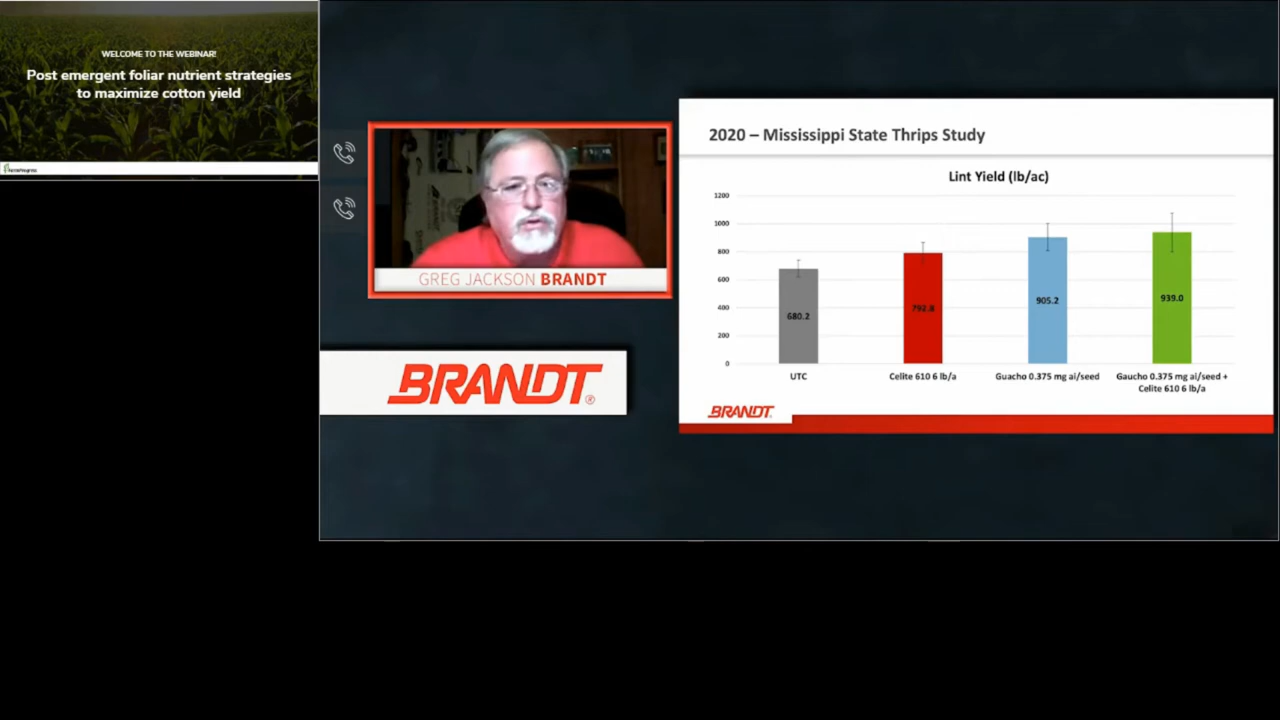 WELCOME TO THE WEBINAR!
Post emergent foliar nutrient strategies
to maximize cotton yield
GREG JACKSON BRANDT
BRANDT®
2020 – Mississippi State Thrips Study
Lint Yield (lb/ac)
1200
1000
800
600
400
200
0
680.2
792.8
905.2
939.0
UTC
Celite 610 6 lb/a
Guacho 0.375 mg ai/seed
Gaucho 0.375 mg ai/seed +
Celite 610 6 lb/a
BRANDT